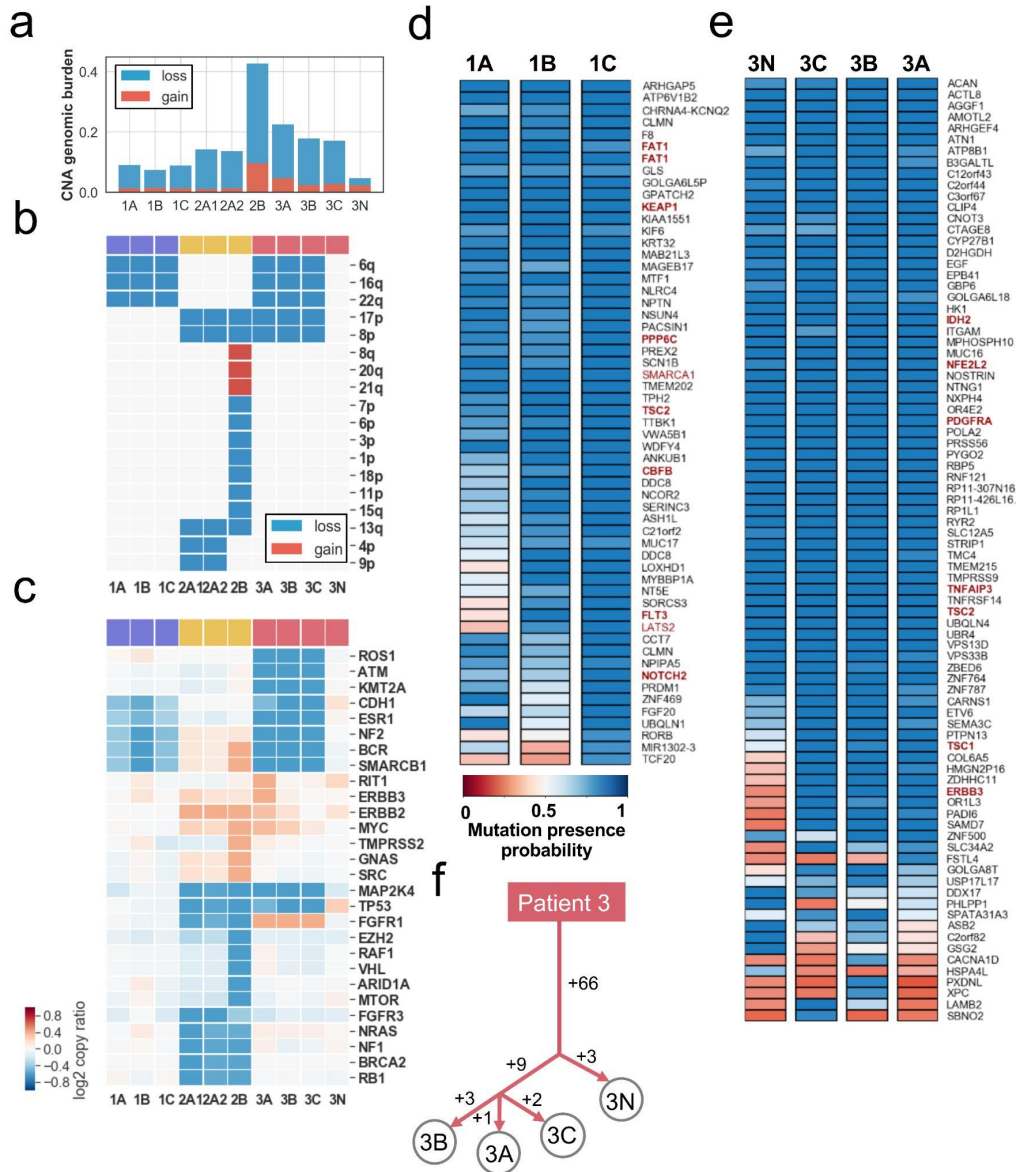 a
CNA genomic burden
0.4
0.2
0.0
loss
gain
1A 1B 1C 2A1 2A2 2B 3A 3B 3C 3N
b
6q
16q
22q
17p
8p
8q
20q
21q
7p
6p
3p
1p
18p
11p
15q
13q
4p
9p
loss
gain
1A 1B 1C 2A1 2A2 2B 3A 3B 3C 3N
c
ROS1
ATM
KMT2A
CDH1
ESR1
NF2
BCR
SMARCB1
RIT1
ERBB3
ERBB2
MYC
TMPRSS2
GNAS
SRC
MAP2K4
TP53
FGFR1
EZH2
RAF1
VHL
ARID1A
MTOR
FGFR3
NRAS
NF1
BRCA2
RB1
0.8
0.4
0.0
-0.4
-0.8
log2 copy ratio
1A 1B 1C 2A1 2A2 2B 3A 3B 3C 3N
d
1A 1B 1C
ARHGAP5
ATP6V1B2
CHRNA4-KCNQ2
CLMN
F8
FAT1
FAT1
GLS
GOLGA6L5P
GPATCH2
KEAP1
KIAA1551
KIF6
KRT32
MAB21L3
MAGEB17
MTF1
NLRC4
NPTN
NSUN4
PACSIN1
PPP6C
PREX2
SCN1B
SMARCA1
TMEM202
TPH2
TSC2
TTBK1
VWA5B1
WDFY4
ANKUB1
CBFB
DDC8
NCOR2
SERINC3
ASH1L
C21orf2
MUC17
DDC8
LOXHD1
MYBBP1A
NT5E
SORCS3
FLT3
LATS2
CCT7
CLMN
NPIPA5
NOTCH2
PRDM1
ZNF469
FGF20
UBQLN1
RORB
MIR1302-3
TCF20
0 0.5 1
Mutation presence
probability
e
3N 3C 3B 3A
ACAN
ACTL8
AGGF1
AMOTL2
ARHGEF4
ATN1
ATP8B1
B3GALTL
C12orf43
C2orf44
C3orf67
CLIP4
CNOT3
CTAGE8
CYP27B1
D2HGDH
EGF
EPB41
GBP6
GOLGA6L18
HK1
IDH2
ITGAM
MPHOSPH10
MUC16
NFE2L2
NOSTRIN
NTNG1
NXPH4
OR4E2
PDGFRA
POLA2
PRSS56
PYGO2
RBP5
RNF121
RP11-307N16
RP11-426L16.
RP1L1
RYR2
SLC12A5
STRIP1
TMC4
TMEM215
TMPRSS9
TNFAIP3
TNFRSF14
TSC2
UBQLN4
UBR4
VPS13D
VPS33B
ZBED6
ZNF764
ZNF787
CARNS1
ETV6
SEMA3C
PTPN13
TSC1
COL6A5
HMGN2P16
ZDHHC11
ERBB3
OR1L3
PADI6
SAMD7
ZNF500
SLC34A2
FSTL4
GOLGA8T
USP17L17
DDX17
PHLPP1
SPATA31A3
ASB2
C2orf82
GSG2
CACNA1D
HSPA4L
PXDNL
XPC
LAMB2
SBNO2
f
Patient 3
+66
+9
+3
+3
+1
+2
3N
3B
3A
3C